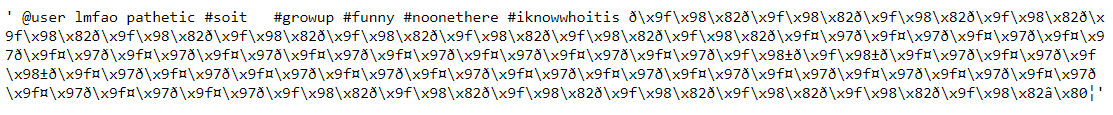 ' @user lmfao pathetic #soit   #growup #funny #noonethere #iknowwhoitis ð\x9f\x98\x82ð\x9f\x98\x82ð\x9f\x98\x82ð\x9f\x98\x82ð\x
9f\x98\x82ð\x9f\x98\x82ð\x9f\x98\x82ð\x9f\x98\x82ð\x9f\x98\x82ð\x9f\x98\x82ð\x9f\x98\x82ð\x9f¤\x97ð\x9f¤\x97ð\x9f¤\x97ð\x9f¤\x9
7ð\x9f¤\x97ð\x9f¤\x97ð\x9f¤\x97ð\x9f¤\x97ð\x9f¤\x97ð\x9f¤\x97ð\x9f¤\x97ð\x9f¤\x97ð\x9f\x98±ð\x9f\x98±ð\x9f¤\x97ð\x9f¤\x97ð\x9f
\x98±ð\x9f¤\x97ð\x9f¤\x97ð\x9f¤\x97ð\x9f¤\x97ð\x9f¤\x97ð\x9f¤\x97ð\x9f¤\x97ð\x9f¤\x97ð\x9f¤\x97ð\x9f¤\x97ð\x9f¤\x97ð\x9f¤\x97ð
\x9f¤\x97ð\x9f¤\x97ð\x9f¤\x97ð\x9f\x98\x82ð\x9f\x98\x82ð\x9f\x98\x82ð\x9f\x98\x82ð\x9f\x98\x82ð\x9f\x98\x82ð\x9f\x98\x82â\x80¦'